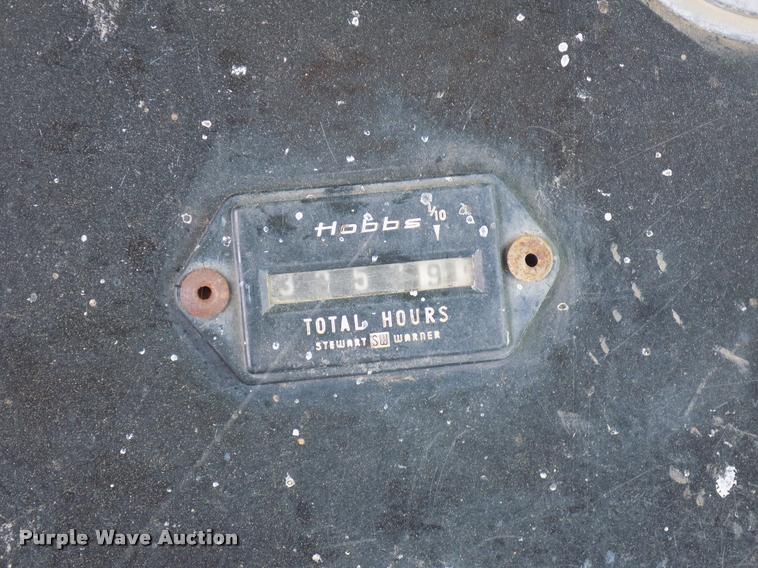 Hobbs 1/10
TOTAL HOURS
STEWART SW WARNER
Purple Wave Auction